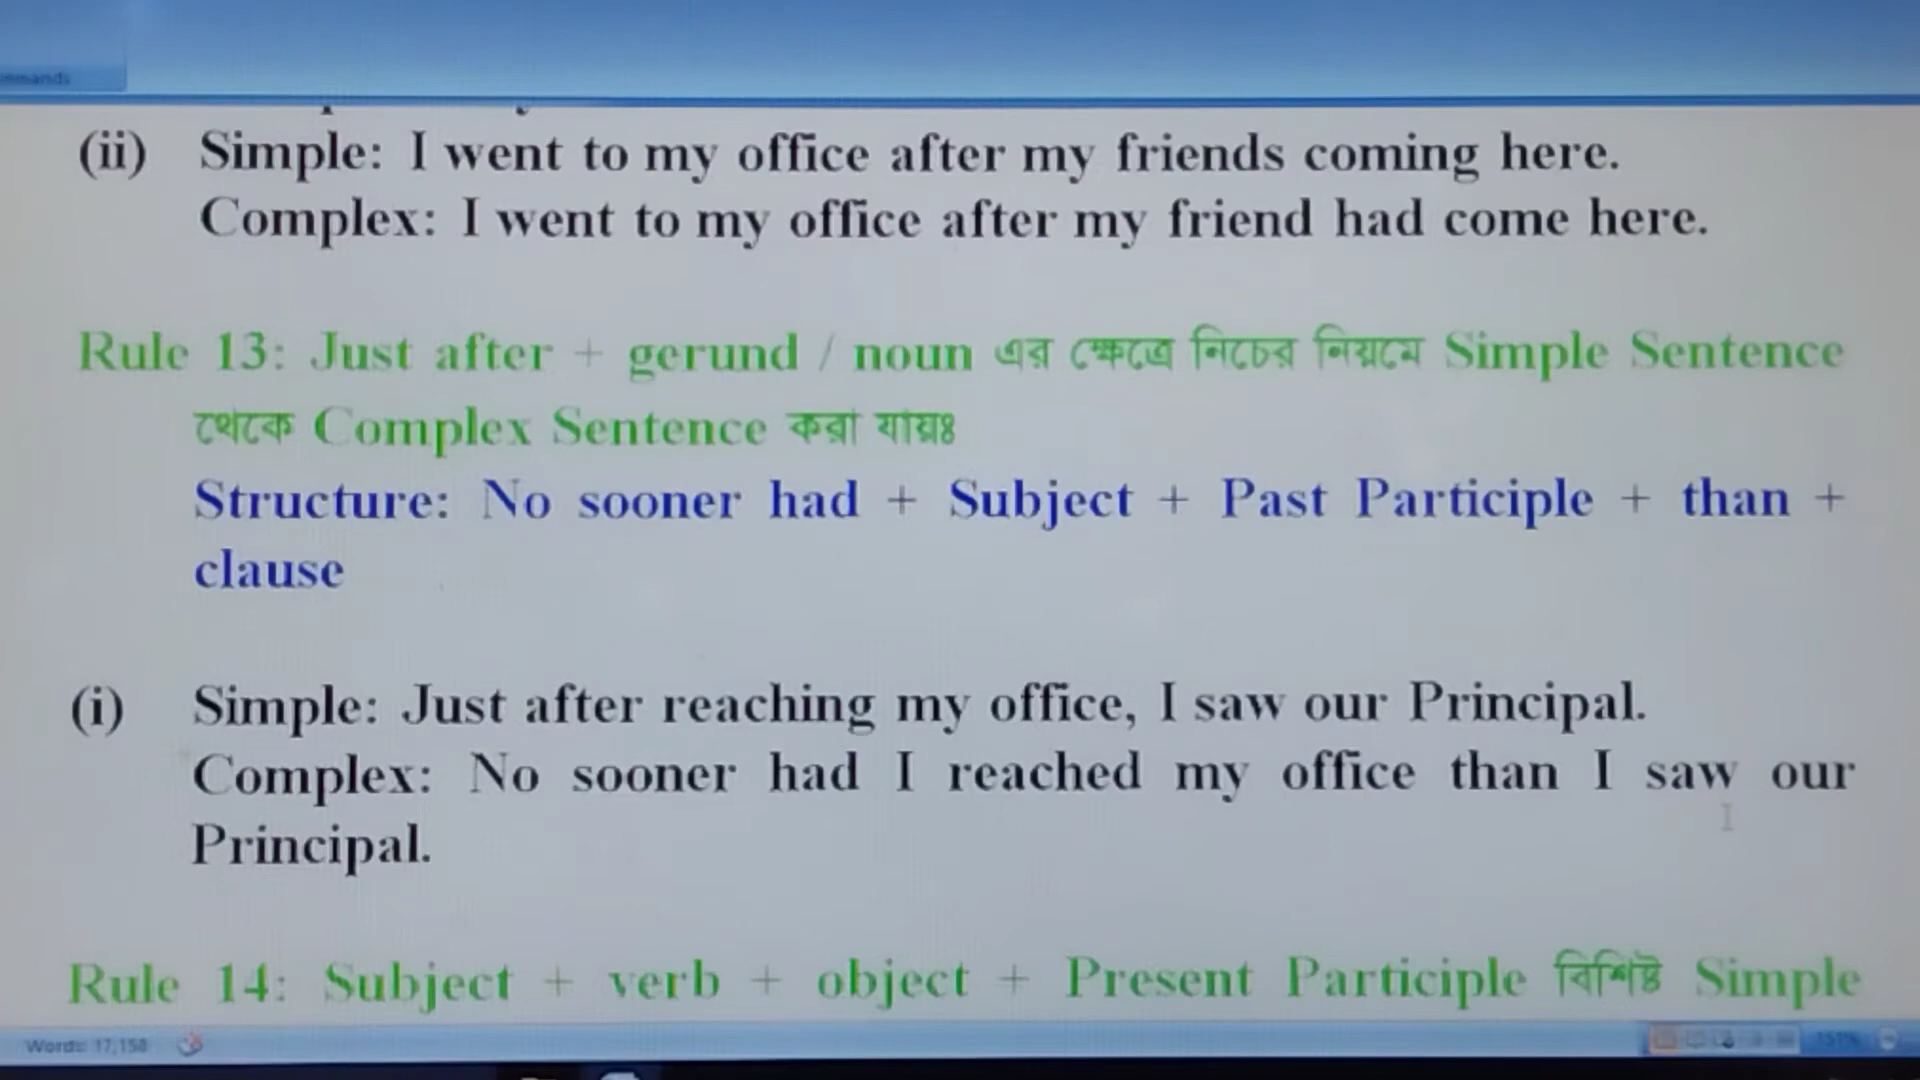 mmands
(ii) Simple: I went to my office after my friends coming here.
Complex: I went to my office after my friend had come here.
Rule 13: Just after + gerund / noun এর ক্ষেত্রে নিচের নিয়মে Simple Sentence
থেকে Complex Sentence করা যায়ঃ
Structure: No sooner had + Subject + Past Participle + than +
clause
(i) Simple: Just after reaching my office, I saw our Principal.
Complex: No sooner had I reached my office than I saw our
Principal.
Rule 14: Subject + verb + object + Present Participle বিশিষ্ট Simple
Words: 17,158 151%